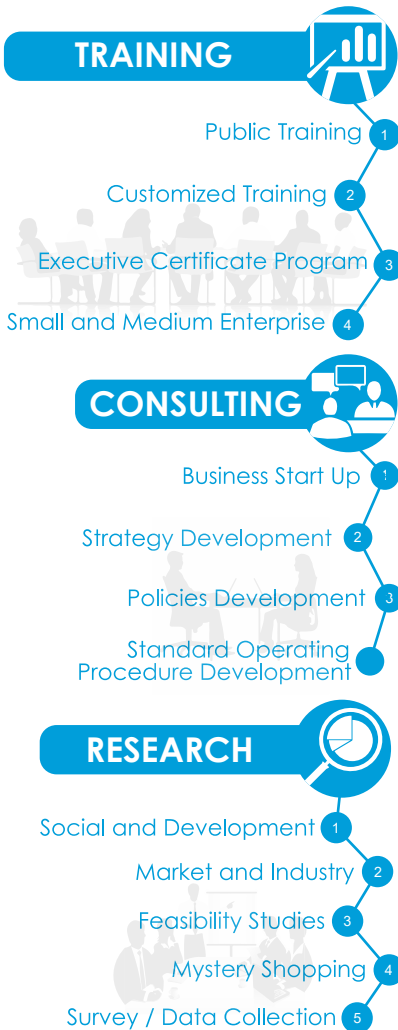 TRAINING
Public Training 1
Customized Training 2
Executive Certificate Program 3
Small and Medium Enterprise 4
CONSULTING
Business Start Up 1
Strategy Development 2
Policies Development 3
Standard Operating
Procedure Development
RESEARCH
Social and Development 1
Market and Industry 2
Feasibility Studies 3
Mystery Shopping 4
Survey / Data Collection 5